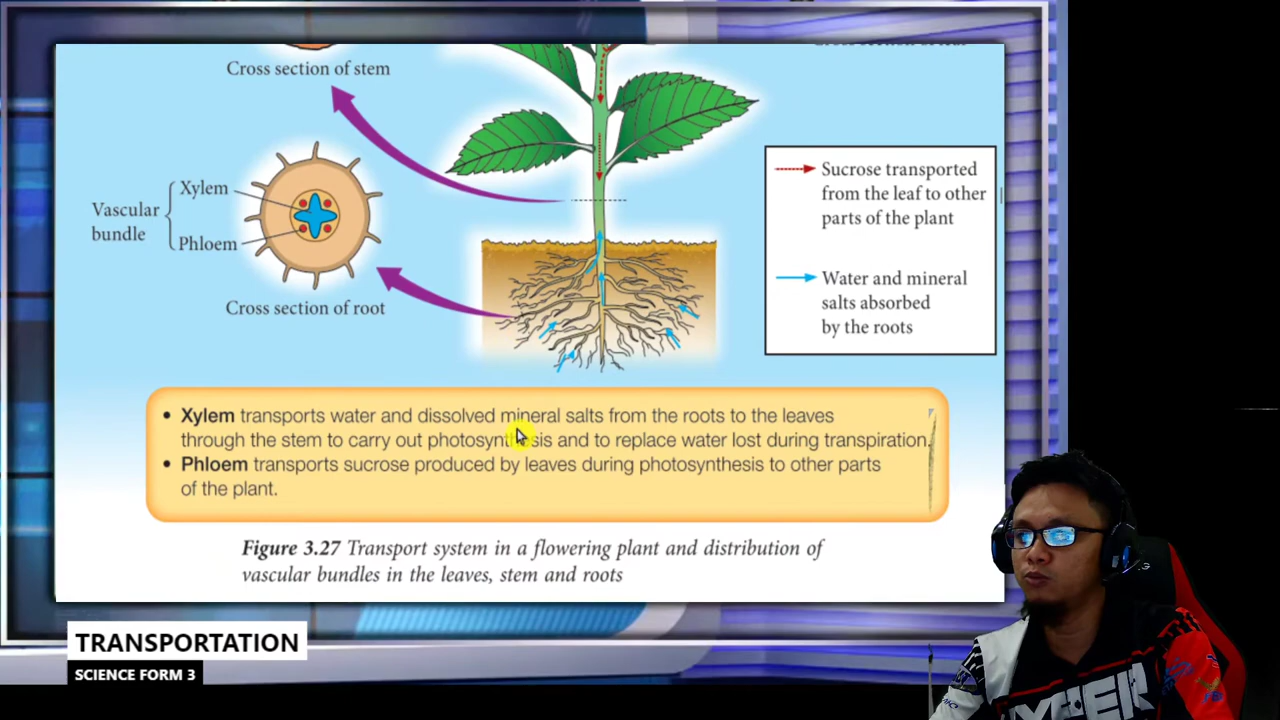 Cross section of stem
Xylem
Vascular
bundle
Phloem
Cross section of root
Sucrose transported
from the leaf to other
parts of the plant
Water and mineral
salts absorbed
by the roots
• Xylem transports water and dissolved mineral salts from the roots to the leaves
through the stem to carry out photosynthesis and to replace water lost during transpiration.
• Phloem transports sucrose produced by leaves during photosynthesis to other parts
of the plant.
Figure 3.27 Transport system in a flowering plant and distribution of
vascular bundles in the leaves, stem and roots
TRANSPORTATION
SCIENCE FORM 3